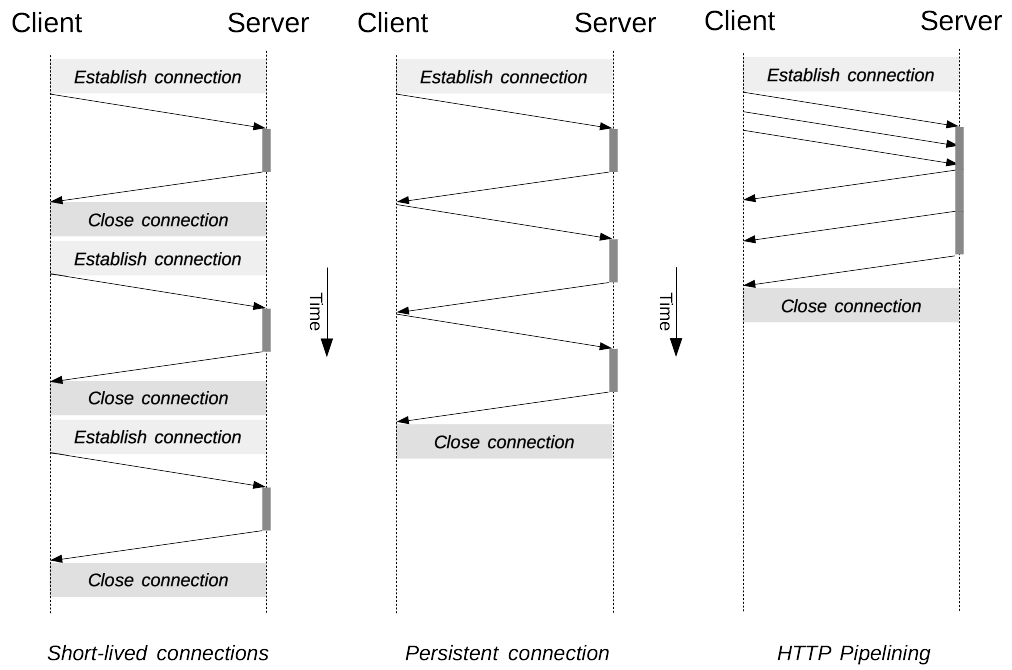 Client
Server
Establish connection
Close connection
Establish connection
Close connection
Establish connection
Close connection
Short-lived connections
Time
Client
Server
Establish connection
Close connection
Persistent connection
Time
Client
Server
Establish connection
Close connection
HTTP Pipelining